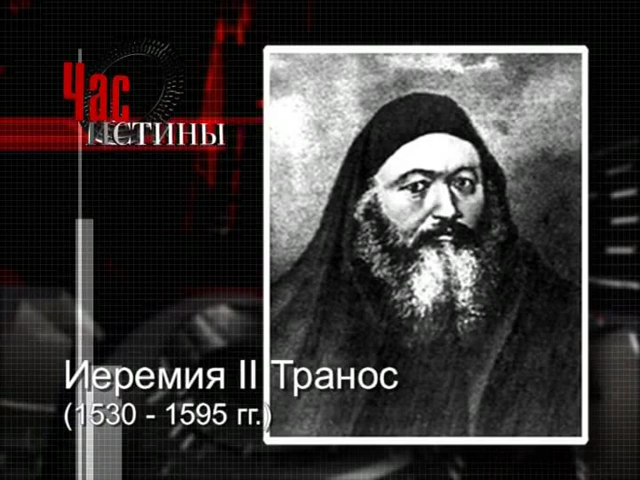 Час
ИСТИНЫ
Иеремия II Транос
(1530 - 1595 гг.)